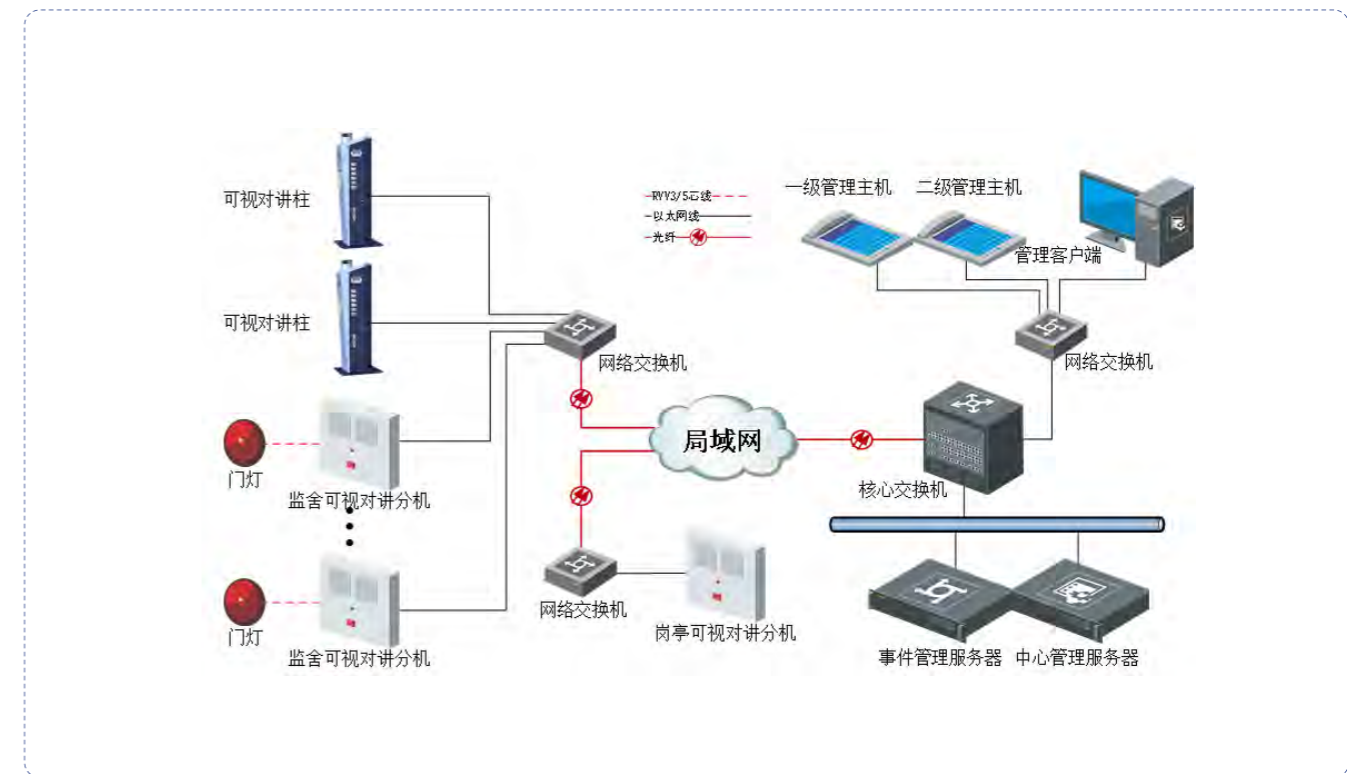 可视对讲柱
可视对讲柱
门灯
监舍可视对讲分机
门灯
监舍可视对讲分机
RVV3/5芯线
以太网线
光纤
网络交换机
局域网
网络交换机
岗亭可视对讲分机
一级管理主机
二级管理主机
管理客户端
网络交换机
核心交换机
事件管理服务器
中心管理服务器